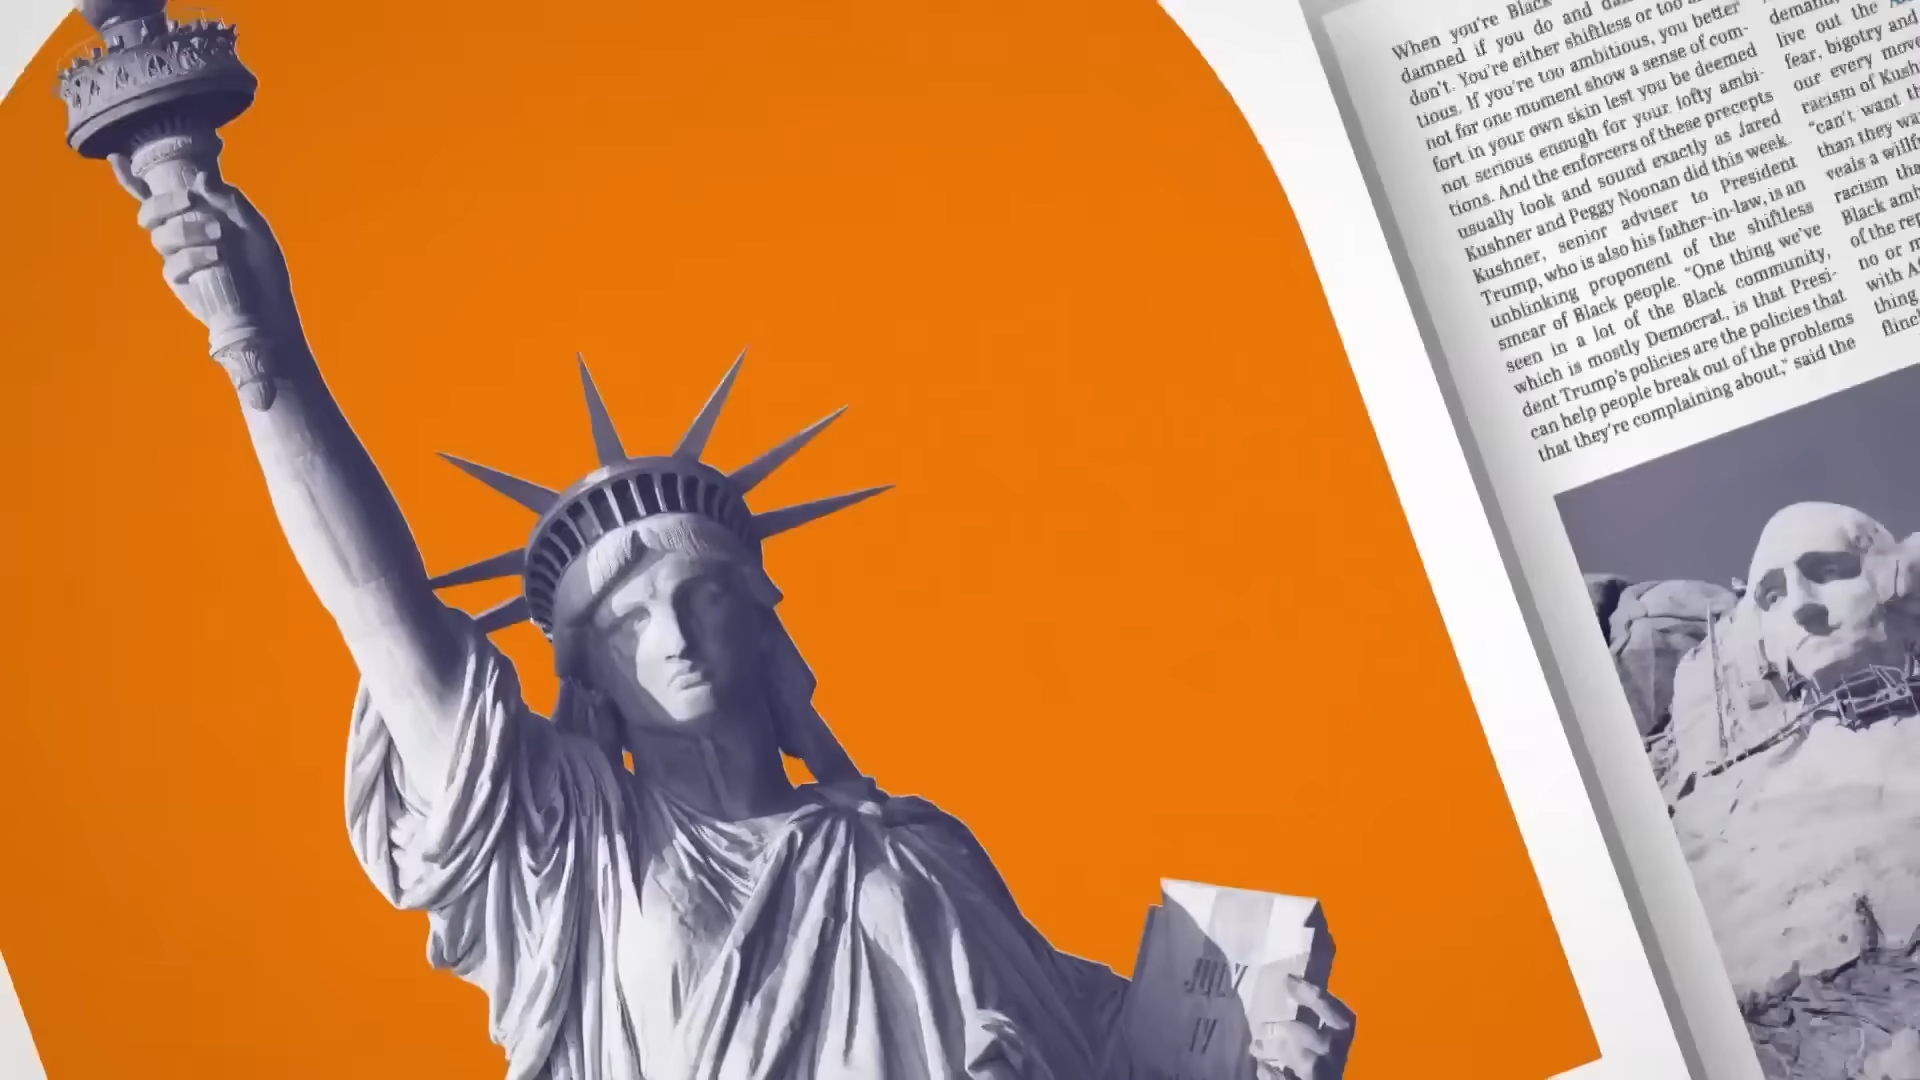 When you're Black
damned if you do and
don't. You're either shiftless or too
tious. If you're too ambitious, you better
not for one moment show a sense of com-
fort in your own skin lest you be deemed
not serious enough for your lofty ambi-
tions. And the enforcers of these precepts
usually look and sound exactly as Jared
Kushner and Peggy Noonan did this week.
Kushner, senior adviser to President
Trump, who is also his father-in-law, is an
unblinking proponent of the shiftless
smear of Black people. "One thing we've
seen in a lot of the Black community,
which is mostly Democrat, is that Presi-
dent Trump's policies are the policies that
can help people break out of the problems
that they're complaining about," said the
live out the
fear, bigotry and
our every
racism of
"can't want
than they
racism
Black
of the
no or
with
thing
JULY